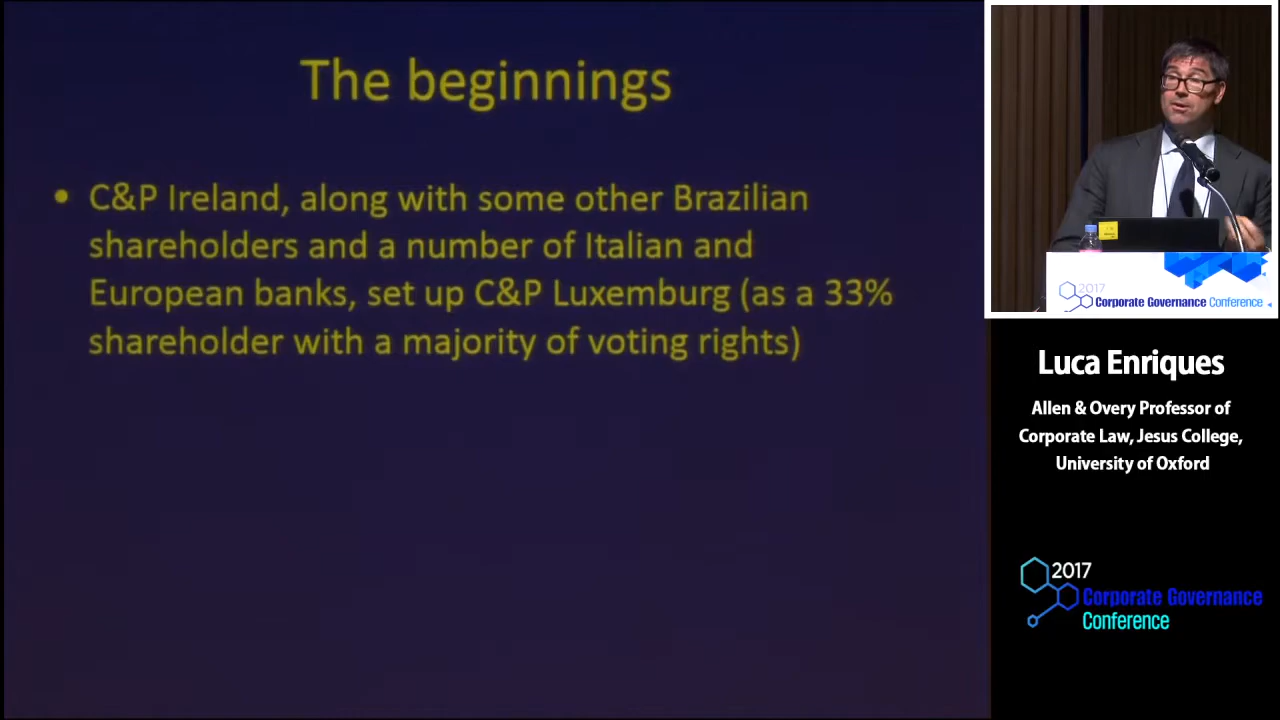 The beginnings
• C&P Ireland, along with some other Brazilian
shareholders and a number of Italian and
European banks, set up C&P Luxemburg (as a 33%
shareholder with a majority of voting rights)
2017
Corporate Governance Conference
Luca Enriques
Allen & Overy Professor of
Corporate Law, Jesus College,
University of Oxford
2017
Corporate Governance
Conference